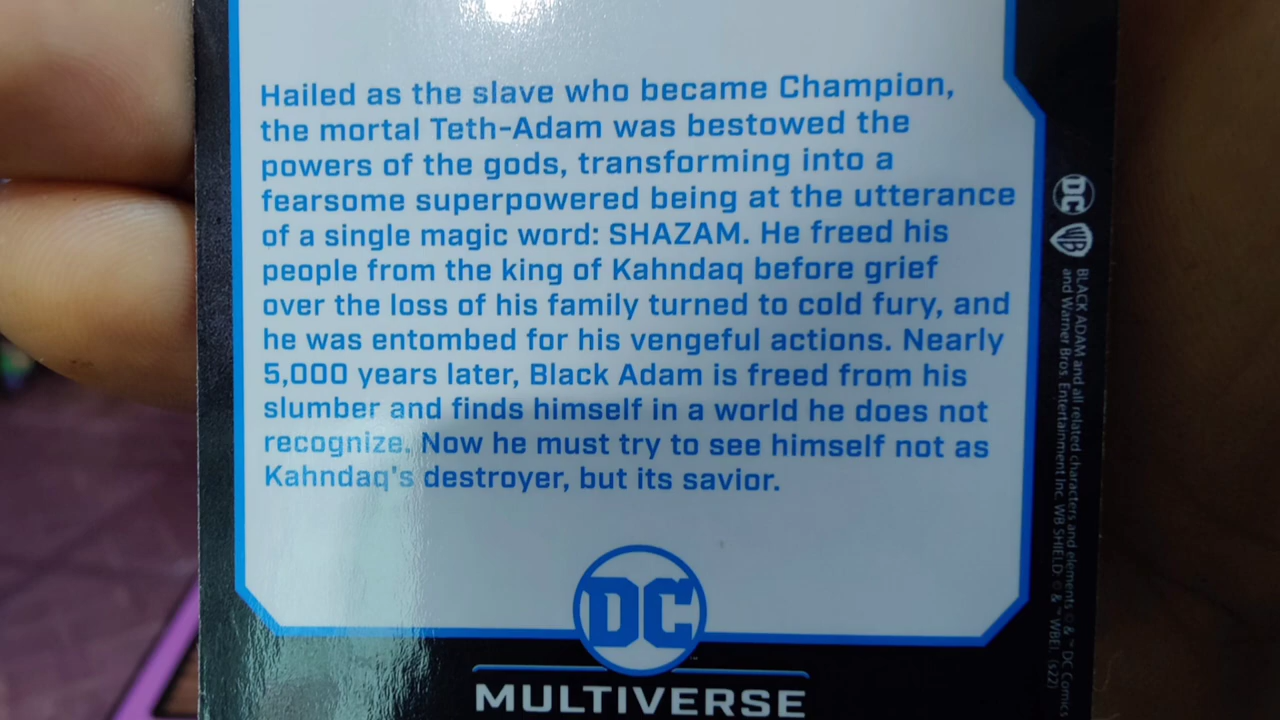 Hailed as the slave who became Champion,
the mortal Teth-Adam was bestowed the
powers of the gods, transforming into a
fearsome superpowered being at the utterance
of a single magic word: SHAZAM. He freed his
people from the king of Kahndaq before grief
over the loss of his family turned to cold fury, and
he was entombed for his vengeful actions. Nearly
5,000 years later, Black Adam is freed from his
slumber and finds himself in a world he does not
recognize. Now he must try to see himself not as
Kahndaq's destroyer, but its savior.
DC
MULTIVERSE
DC
WB
BLACK ADAM and all related characters and elements © & ™ DC Comics
and Warner Bros. Entertainment Inc. WB SHIELD: © & ™ WBEI. (s22)